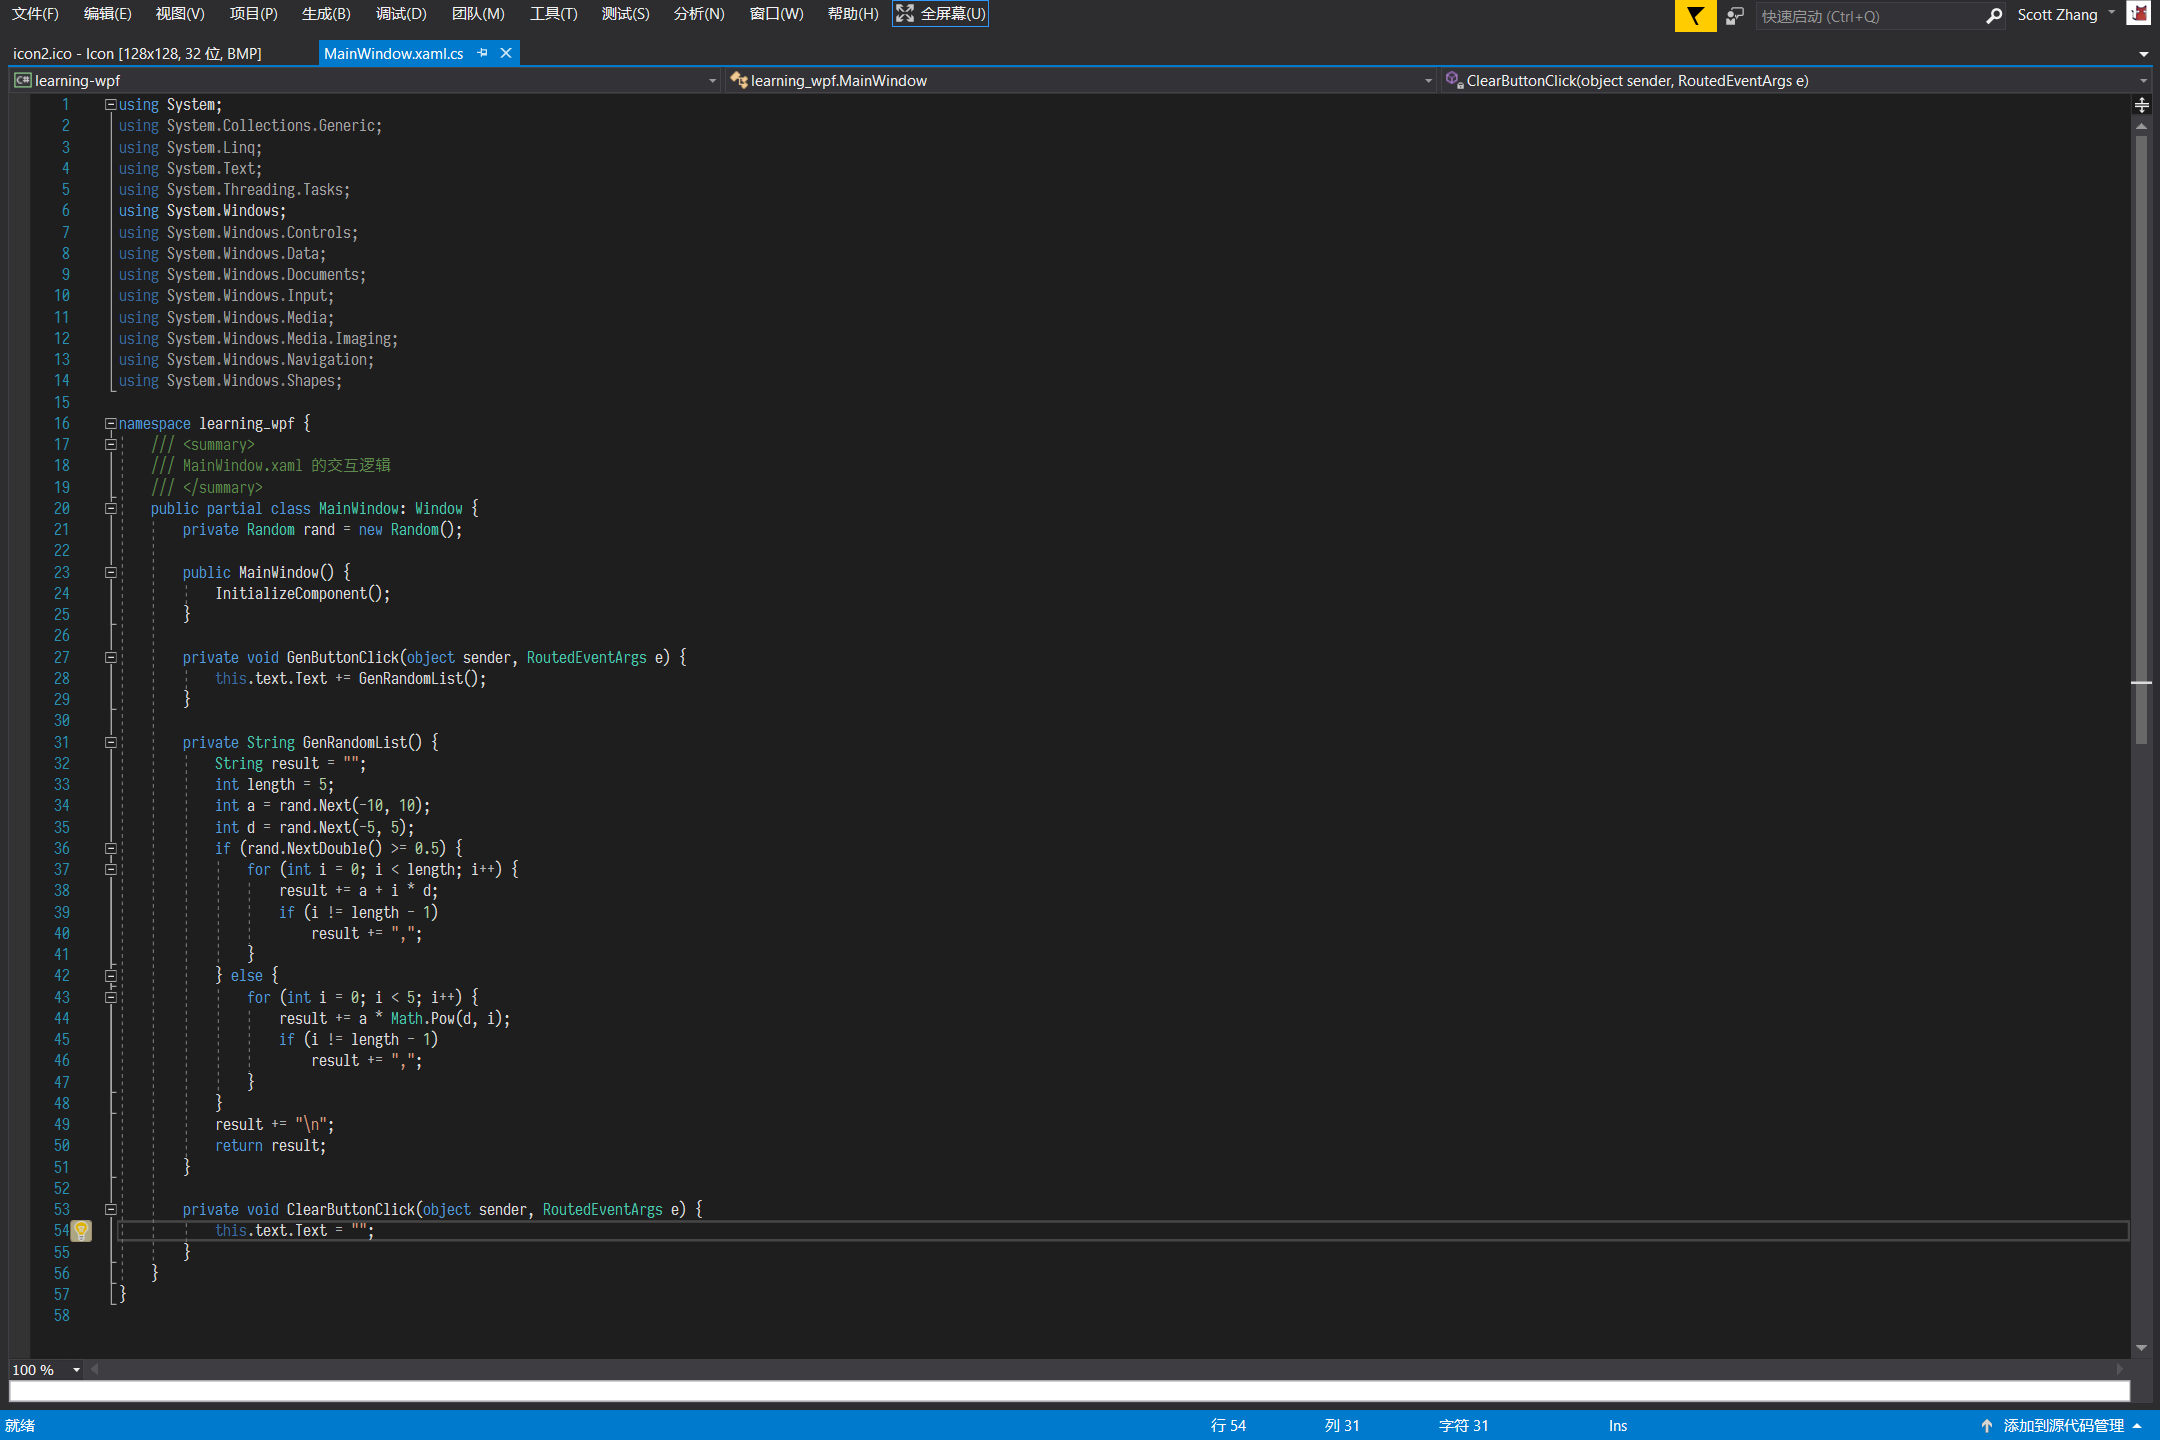 文件(F) 编辑(E) 视图(V) 项目(P) 生成(B) 调试(D) 团队(M) 工具(T) 测试(S) 分析(N) 窗口(W) 帮助(H) 全屏幕(U) 快速启动 (Ctrl+Q) Scott Zhang
icon2.ico - Icon [128x128, 32 位, BMP] MainWindow.xaml.cs
learning-wpf learning_wpf.MainWindow ClearButtonClick(object sender, RoutedEventArgs e)
1 using System;
2 using System.Collections.Generic;
3 using System.Linq;
4 using System.Text;
5 using System.Threading.Tasks;
6 using System.Windows;
7 using System.Windows.Controls;
8 using System.Windows.Data;
9 using System.Windows.Documents;
10 using System.Windows.Input;
11 using System.Windows.Media;
12 using System.Windows.Media.Imaging;
13 using System.Windows.Navigation;
14 using System.Windows.Shapes;
15
16 namespace learning_wpf {
17 /// <summary>
18 /// MainWindow.xaml 的交互逻辑
19 /// </summary>
20 public partial class MainWindow: Window {
21 private Random rand = new Random();
22
23 public MainWindow() {
24 InitializeComponent();
25 }
26
27 private void GenButtonClick(object sender, RoutedEventArgs e) {
28 this.text.Text += GenRandomList();
29 }
30
31 private String GenRandomList() {
32 String result = "";
33 int length = 5;
34 int a = rand.Next(-10, 10);
35 int d = rand.Next(-5, 5);
36 if (rand.NextDouble() >= 0.5) {
37 for (int i = 0; i < length; i++) {
38 result += a + i * d;
39 if (i != length - 1)
40 result += ",";
41 }
42 } else {
43 for (int i = 0; i < 5; i++) {
44 result += a * Math.Pow(d, i);
45 if (i != length - 1)
46 result += ",";
47 }
48 }
49 result += "\n";
50 return result;
51 }
52
53 private void ClearButtonClick(object sender, RoutedEventArgs e) {
54 this.text.Text = "";
55 }
56 }
57 }
58
100 %
就绪 行 54 列 31 字符 31 Ins 添加到源代码管理